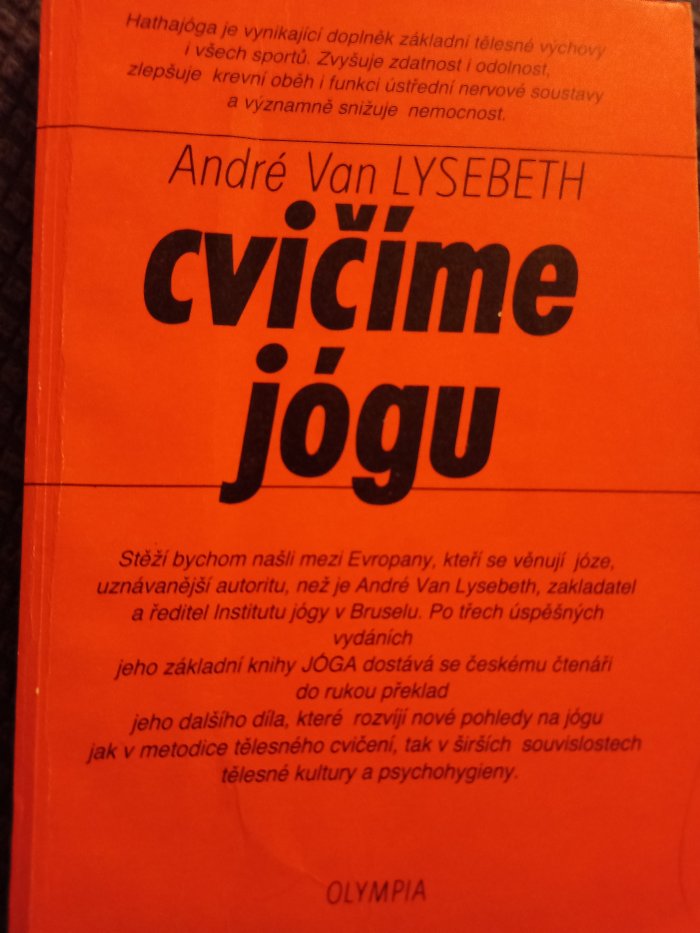 Hathajóga je vynikající doplněk základní tělesné výchovy
i všech sportů. Zvyšuje zdatnost i odolnost,
zlepšuje krevní oběh i funkci ústřední nervové soustavy
a významně snižuje nemocnost.
André Van LYSEBETH
cvičíme
jógu
Stěží bychom našli mezi Evropany, kteří se věnují józe,
uznávanější autoritu, než je André Van Lysebeth, zakladatel
a ředitel Institutu jógy v Bruselu. Po třech úspěšných
vydáních
jeho základní knihy JÓGA dostává se českému čtenáři
do rukou překlad
jeho dalšího díla, které rozvíjí nové pohledy na jógu
jak v metodice tělesného cvičení, tak v širších souvislostech
tělesné kultury a psychohygieny.
OLYMPIA